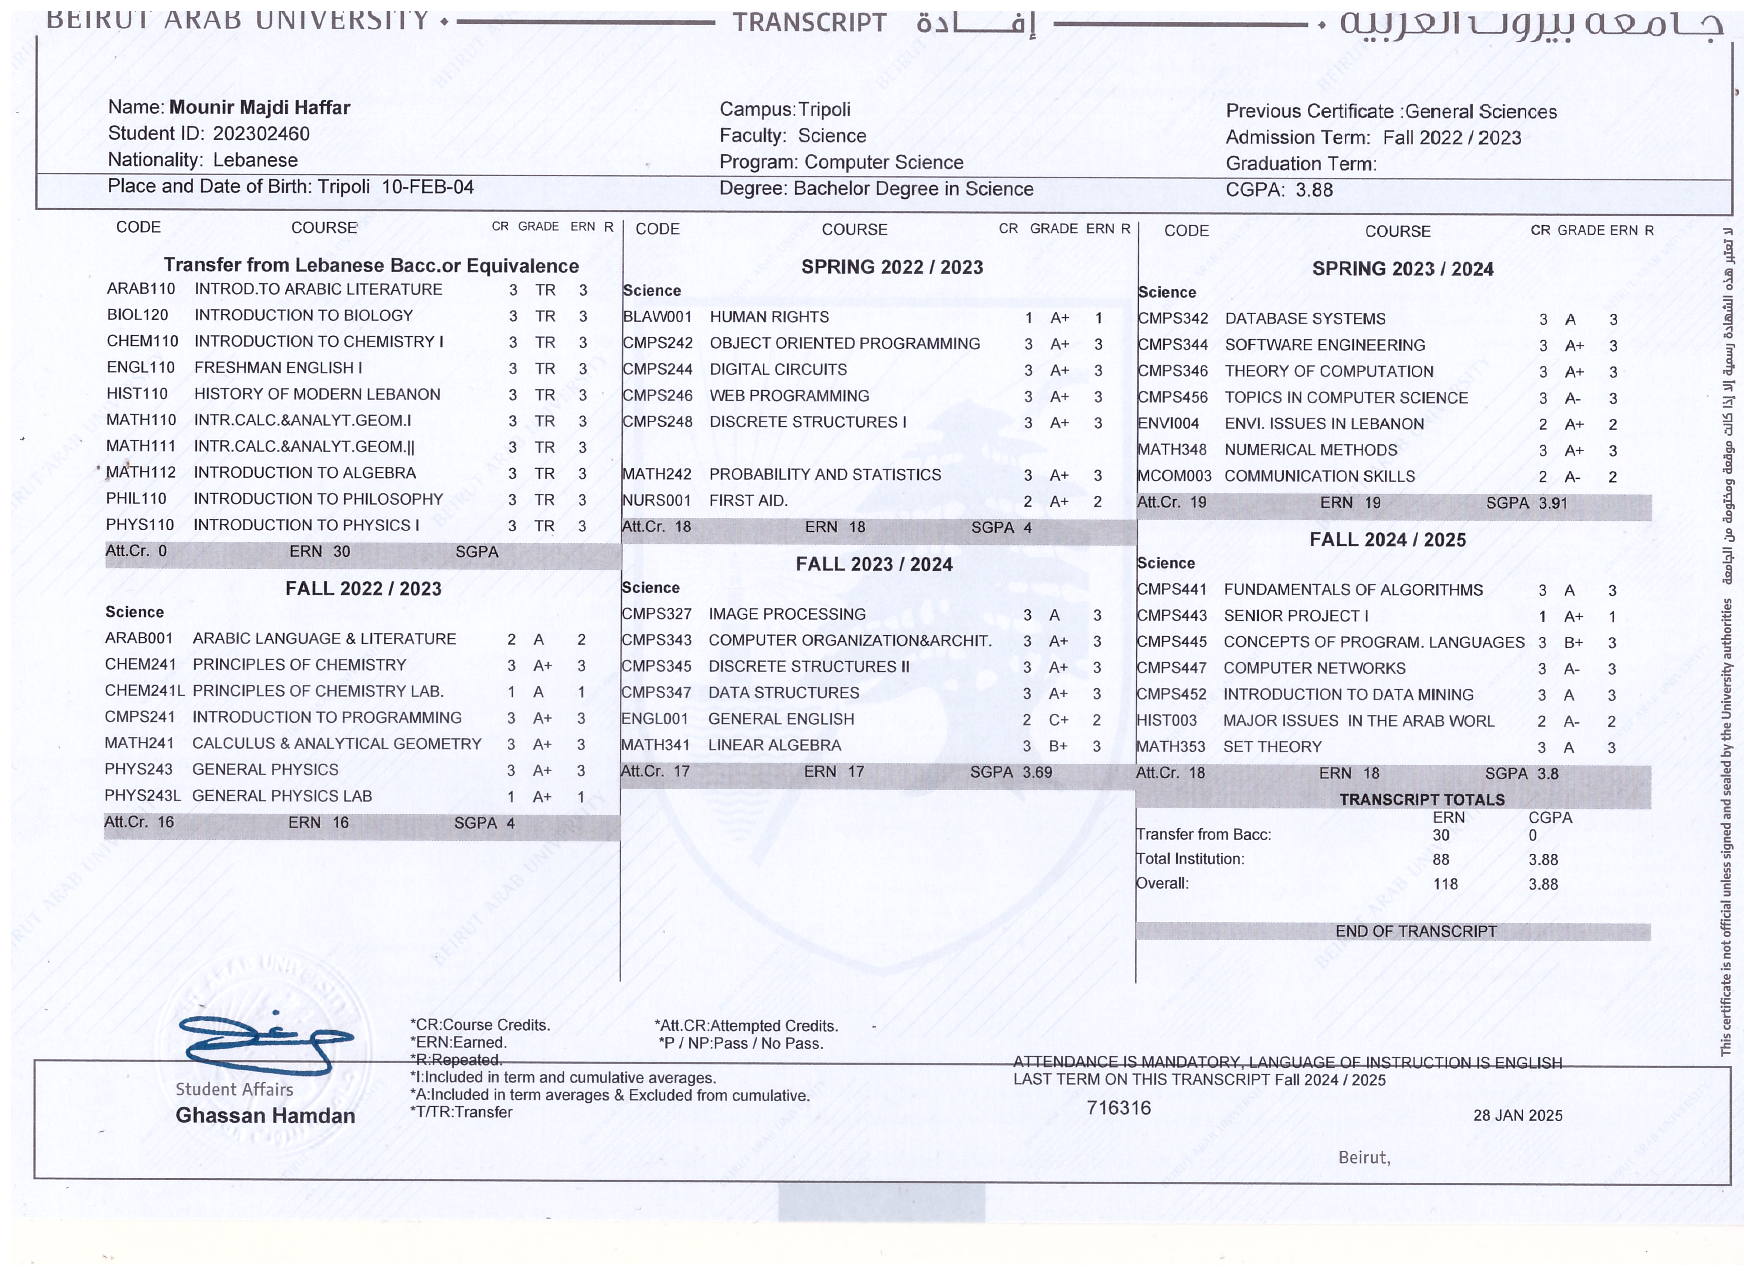 BEIRUT ARAB UNIVERSITY
TRANSCRIPT إفـادة
جامعة بيروت العربية
Name: Mounir Majdi Haffar
Student ID: 202302460
Nationality: Lebanese
Place and Date of Birth: Tripoli 10-FEB-04
Campus:Tripoli
Faculty: Science
Program: Computer Science
Degree: Bachelor Degree in Science
Previous Certificate :General Sciences
Admission Term: Fall 2022 / 2023
Graduation Term:
CGPA: 3.88
CODE COURSE CR GRADE ERN R
Transfer from Lebanese Bacc.or Equivalence
ARAB110 INTROD.TO ARABIC LITERATURE 3 TR 3
BIOL120 INTRODUCTION TO BIOLOGY 3 TR 3
CHEM110 INTRODUCTION TO CHEMISTRY I 3 TR 3
ENGL110 FRESHMAN ENGLISH I 3 TR 3
HIST110 HISTORY OF MODERN LEBANON 3 TR 3
MATH110 INTR.CALC.&ANALYT.GEOM.I 3 TR 3
MATH111 INTR.CALC.&ANALYT.GEOM.|| 3 TR 3
MATH112 INTRODUCTION TO ALGEBRA 3 TR 3
PHIL110 INTRODUCTION TO PHILOSOPHY 3 TR 3
PHYS110 INTRODUCTION TO PHYSICS I 3 TR 3
Att.Cr. 0 ERN 30 SGPA
FALL 2022 / 2023
Science
ARAB001 ARABIC LANGUAGE & LITERATURE 2 A 2
CHEM241 PRINCIPLES OF CHEMISTRY 3 A+ 3
CHEM241L PRINCIPLES OF CHEMISTRY LAB. 1 A 1
CMPS241 INTRODUCTION TO PROGRAMMING 3 A+ 3
MATH241 CALCULUS & ANALYTICAL GEOMETRY 3 A+ 3
PHYS243 GENERAL PHYSICS 3 A+ 3
PHYS243L GENERAL PHYSICS LAB 1 A+ 1
Att.Cr. 16 ERN 16 SGPA 4
CODE COURSE CR GRADE ERN R
SPRING 2022 / 2023
Science
BLAW001 HUMAN RIGHTS 1 A+ 1
CMPS242 OBJECT ORIENTED PROGRAMMING 3 A+ 3
CMPS244 DIGITAL CIRCUITS 3 A+ 3
CMPS246 WEB PROGRAMMING 3 A+ 3
CMPS248 DISCRETE STRUCTURES I 3 A+ 3
MATH242 PROBABILITY AND STATISTICS 3 A+ 3
NURS001 FIRST AID. 2 A+ 2
Att.Cr. 18 ERN 18 SGPA 4
FALL 2023 / 2024
Science
CMPS327 IMAGE PROCESSING 3 A 3
CMPS343 COMPUTER ORGANIZATION&ARCHIT. 3 A+ 3
CMPS345 DISCRETE STRUCTURES II 3 A+ 3
CMPS347 DATA STRUCTURES 3 A+ 3
ENGL001 GENERAL ENGLISH 2 C+ 2
MATH341 LINEAR ALGEBRA 3 B+ 3
Att.Cr. 17 ERN 17 SGPA 3.69
CODE COURSE CR GRADE ERN R
SPRING 2023 / 2024
Science
CMPS342 DATABASE SYSTEMS 3 A 3
CMPS344 SOFTWARE ENGINEERING 3 A+ 3
CMPS346 THEORY OF COMPUTATION 3 A+ 3
CMPS456 TOPICS IN COMPUTER SCIENCE 3 A- 3
ENVI004 ENVI. ISSUES IN LEBANON 2 A+ 2
MATH348 NUMERICAL METHODS 3 A+ 3
MCOM003 COMMUNICATION SKILLS 2 A- 2
Att.Cr. 19 ERN 19 SGPA 3.91
FALL 2024 / 2025
Science
CMPS441 FUNDAMENTALS OF ALGORITHMS 3 A 3
CMPS443 SENIOR PROJECT I 1 A+ 1
CMPS445 CONCEPTS OF PROGRAM. LANGUAGES 3 B+ 3
CMPS447 COMPUTER NETWORKS 3 A- 3
CMPS452 INTRODUCTION TO DATA MINING 3 A 3
HIST003 MAJOR ISSUES IN THE ARAB WORL 2 A- 2
MATH353 SET THEORY 3 A 3
Att.Cr. 18 ERN 18 SGPA 3.8
TRANSCRIPT TOTALS
ERN CGPA
Transfer from Bacc: 30 0
Total Institution: 88 3.88
Overall: 118 3.88
END OF TRANSCRIPT
لا تعتبر هذه الشهادة رسمية إلا إذا كانت موقعة ومختومة من الجامعة
This certificate is not official unless signed and sealed by the University authorities
Student Affairs
Ghassan Hamdan
*CR:Course Credits.
*ERN:Earned.
*R:Repeated.
*I:Included in term and cumulative averages.
*A:Included in term averages & Excluded from cumulative.
*T/TR:Transfer
*Att.CR:Attempted Credits.
*P / NP:Pass / No Pass.
ATTENDANCE IS MANDATORY, LANGUAGE OF INSTRUCTION IS ENGLISH
LAST TERM ON THIS TRANSCRIPT Fall 2024 / 2025
716316
28 JAN 2025
Beirut,